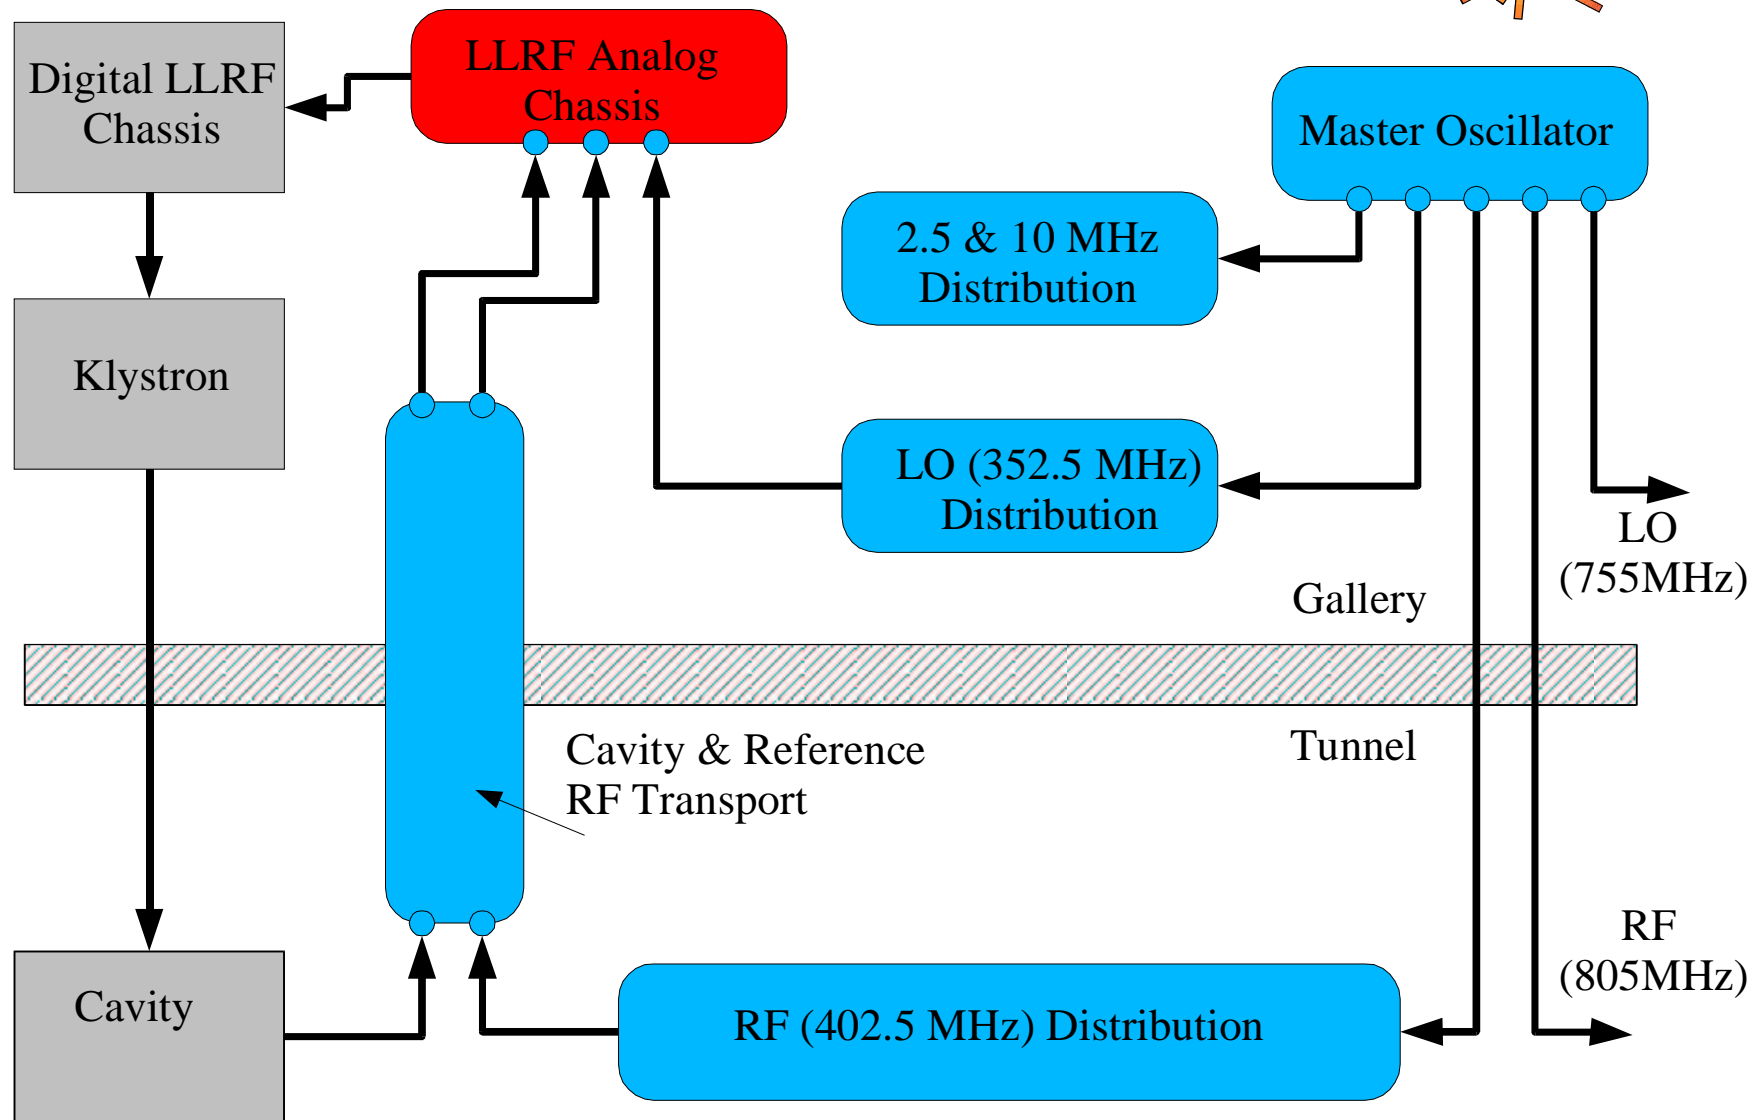 LLRF Analog
Chassis
Digital LLRF
Chassis
Master Oscillator
2.5 & 10 MHz
Distribution
Klystron
LO (352.5 MHz)
Distribution
LO
(755MHz)
Gallery
Tunnel
Cavity & Reference
RF Transport
RF
(805MHz)
Cavity
RF (402.5 MHz) Distribution